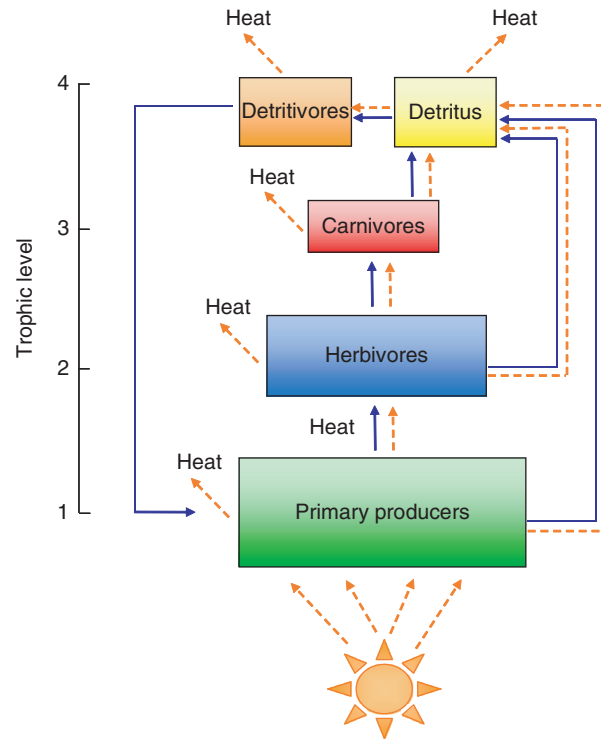 Heat
Heat
4
Detritivores
Detritus
Heat
Carnivores
3
Trophic level
Heat
Herbivores
2
Heat
Heat
Primary producers
1